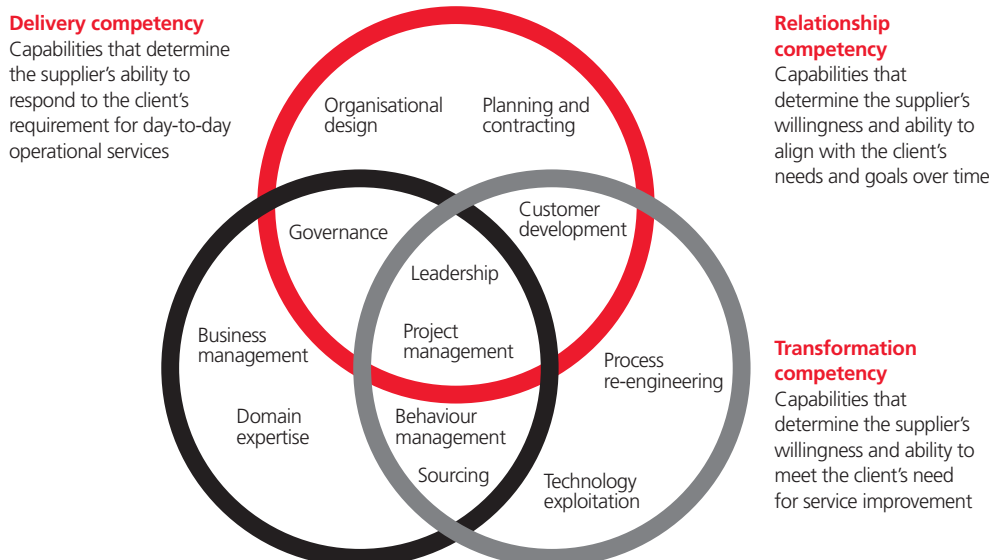 Delivery competency
Capabilities that determine
the supplier’s ability to
respond to the client’s
requirement for day-to-day
operational services
Relationship
competency
Capabilities that
determine the supplier’s
willingness and ability to
align with the client’s
needs and goals over time
Organisational
design
Planning and
contracting
Governance
Customer
development
Leadership
Business
management
Project
management
Process
re-engineering
Domain
expertise
Behaviour
management
Sourcing
Technology
exploitation
Transformation
competency
Capabilities that
determine the supplier’s
willingness and ability to
meet the client’s need
for service improvement